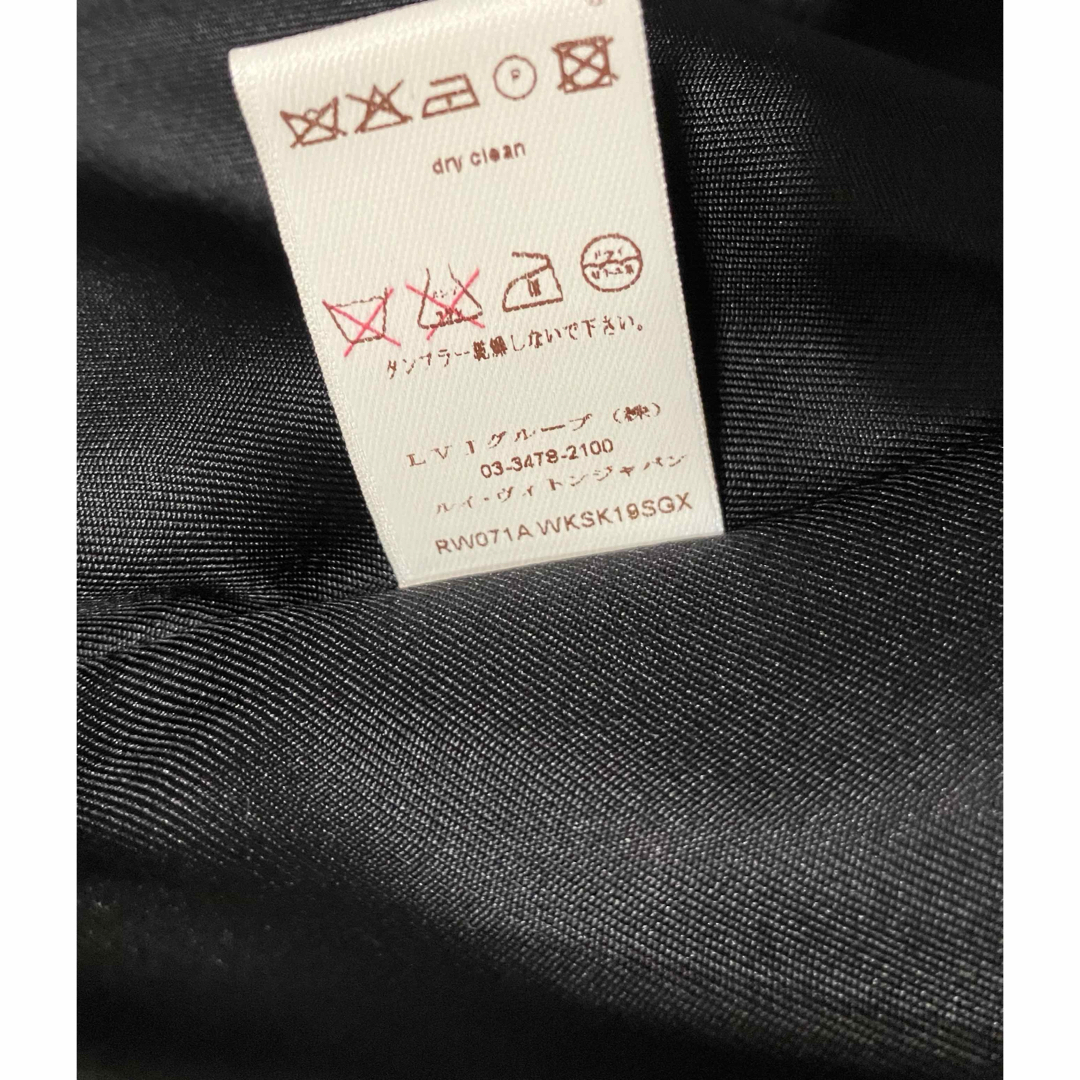 P
dry clean
タンブラー乾燥しないで下さい。
LVJグループ (株)
03-3478-2100
ルイ・ヴィトンジャパン
RW071A WKSK19SGX